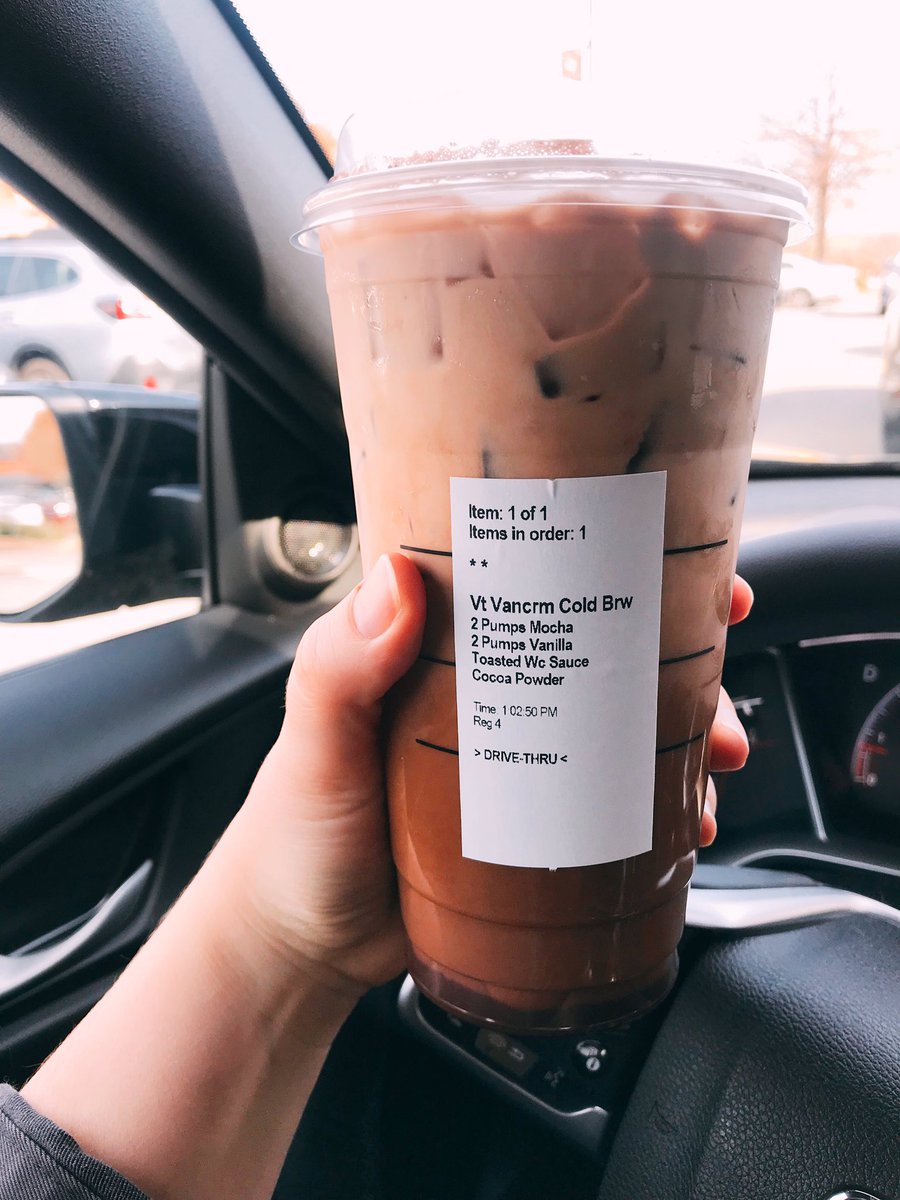 Item: 1 of 1
Items in order: 1
* *
Vt Vancrm Cold Brw
2 Pumps Mocha
2 Pumps Vanilla
Toasted Wc Sauce
Cocoa Powder
Time: 1:02:50 PM
Reg 4
> DRIVE-THRU <
D